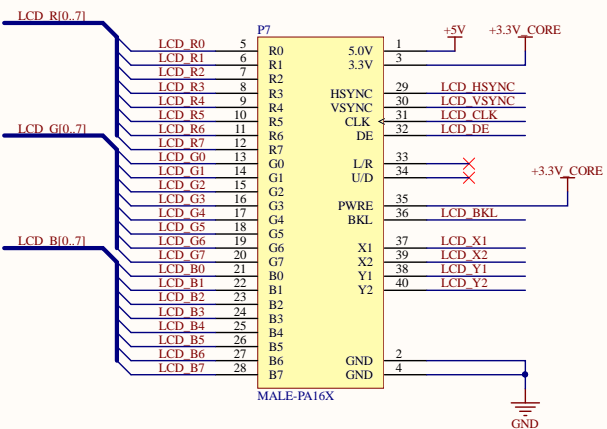 LCD_R[0..7]
P7
+5V
+3.3V_CORE
LCD_R0 5 R0 5.0V 1
LCD_R1 6 R1 3.3V 3
LCD_R2 7 R2
LCD_R3 8 R3 HSYNC 29 LCD_HSYNC
LCD_R4 9 R4 VSYNC 30 LCD_VSYNC
LCD_R5 10 R5 CLK 31 LCD_CLK
LCD_R6 11 R6 DE 32 LCD_DE
LCD_G[0..7]
LCD_R7 12 R7
LCD_G0 13 G0 L/R 33
LCD_G1 14 G1 U/D 34
+3.3V_CORE
LCD_G2 15 G2
LCD_G3 16 G3 PWRE 35
LCD_G4 17 G4 BKL 36 LCD_BKL
LCD_G5 18 G5
LCD_B[0..7]
LCD_G6 19 G6 X1 37 LCD_X1
LCD_G7 20 G7 X2 39 LCD_X2
LCD_B0 21 B0 Y1 38 LCD_Y1
LCD_B1 22 B1 Y2 40 LCD_Y2
LCD_B2 23 B2
LCD_B3 24 B3
LCD_B4 25 B4
LCD_B5 26 B5
LCD_B6 27 B6 GND 2
LCD_B7 28 B7 GND 4
MALE-PA16X
GND